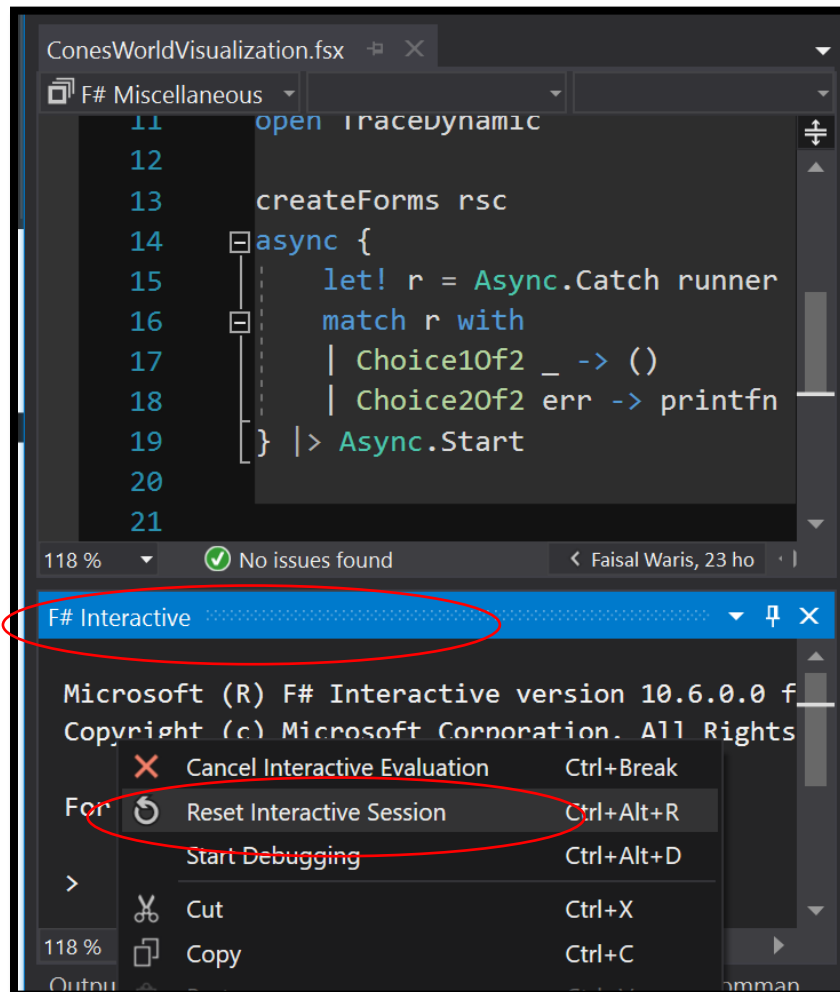 ConesWorldVisualization.fsx
F# Miscellaneous
11 open TraceDynamic
12
13 createForms rsc
14 async {
15 let! r = Async.Catch runner
16 match r with
17 | Choice1Of2 _ -> ()
18 | Choice2Of2 err -> printfn
19 } |> Async.Start
20
21
118 % No issues found Faisal Waris, 23 ho
F# Interactive
Microsoft (R) F# Interactive version 10.6.0.0 f
Copyright (c) Microsoft Corporation. All Rights
For
Cancel Interactive Evaluation Ctrl+Break
Reset Interactive Session Ctrl+Alt+R
Start Debugging Ctrl+Alt+D
>
Cut Ctrl+X
118 %
Copy Ctrl+C
Outpu omman